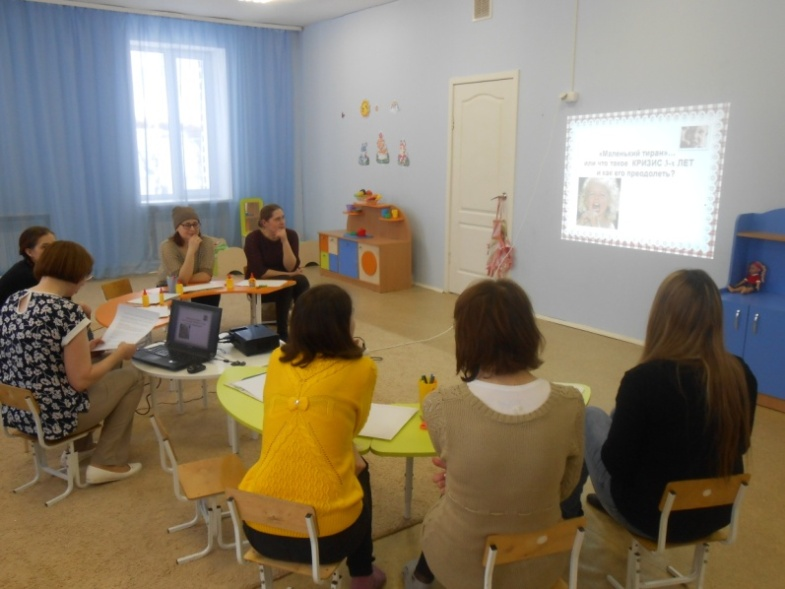 «Маленький тиран»...
или что такое КРИЗИС 3-х ЛЕТ
и как его преодолеть?